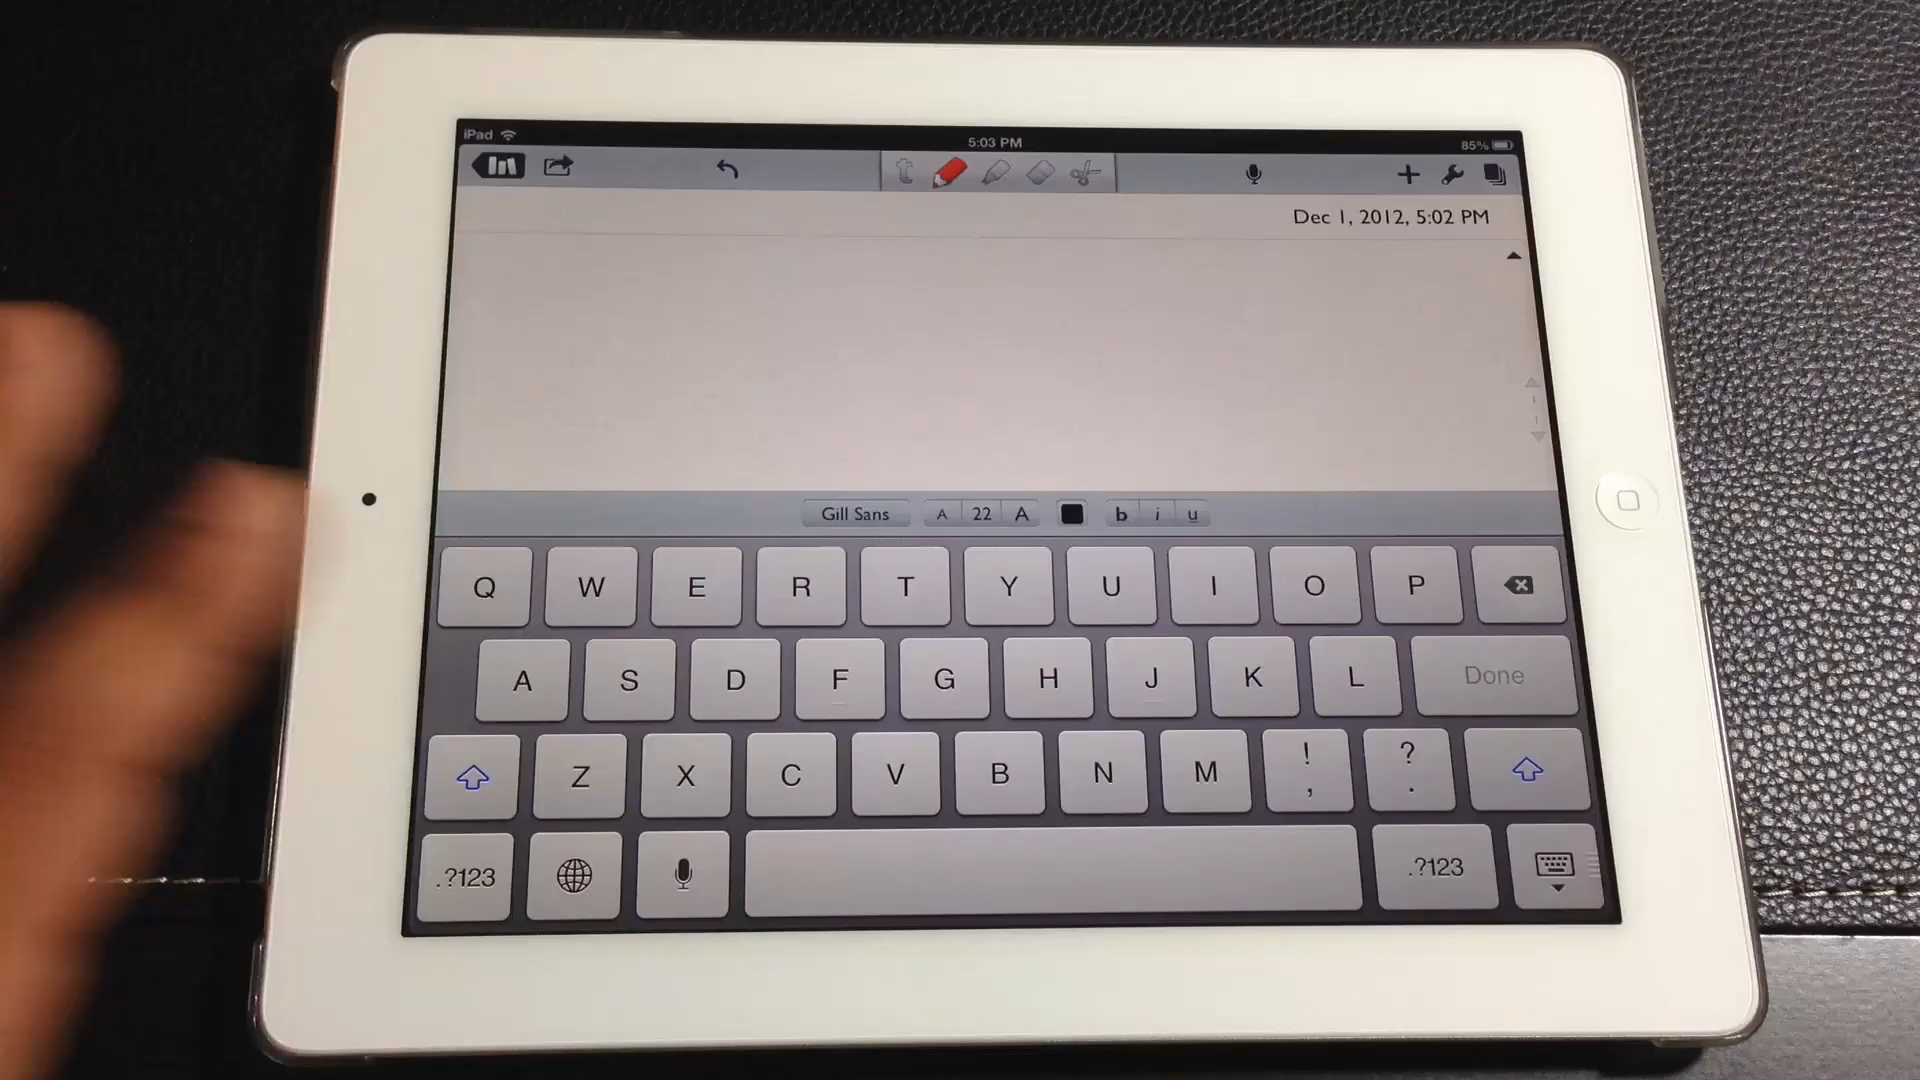 iPad
5:03 PM
85%
t
Dec 1, 2012, 5:02 PM
Gill Sans A 22 A b i u
Q W E R T Y U I O P
A S D F G H J K L Done
Z X C V B N M ! , ? .
.?123 .?123